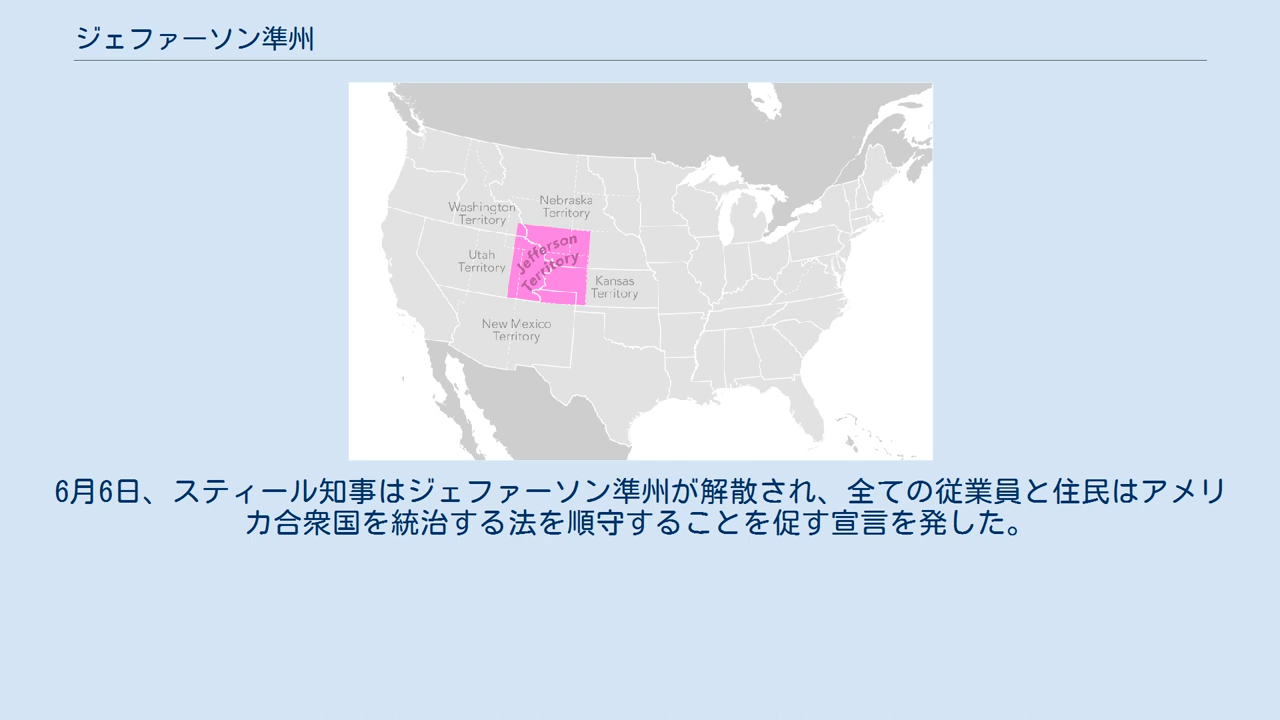 ジェファーソン準州
Washington
Territory
Nebraska
Territory
Jefferson
Territory
Utah
Territory
Kansas
Territory
New Mexico
Territory
6月6日、スティール知事はジェファーソン準州が解散され、全ての従業員と住民はアメリ
カ合衆国を統治する法を順守することを促す宣言を発した。